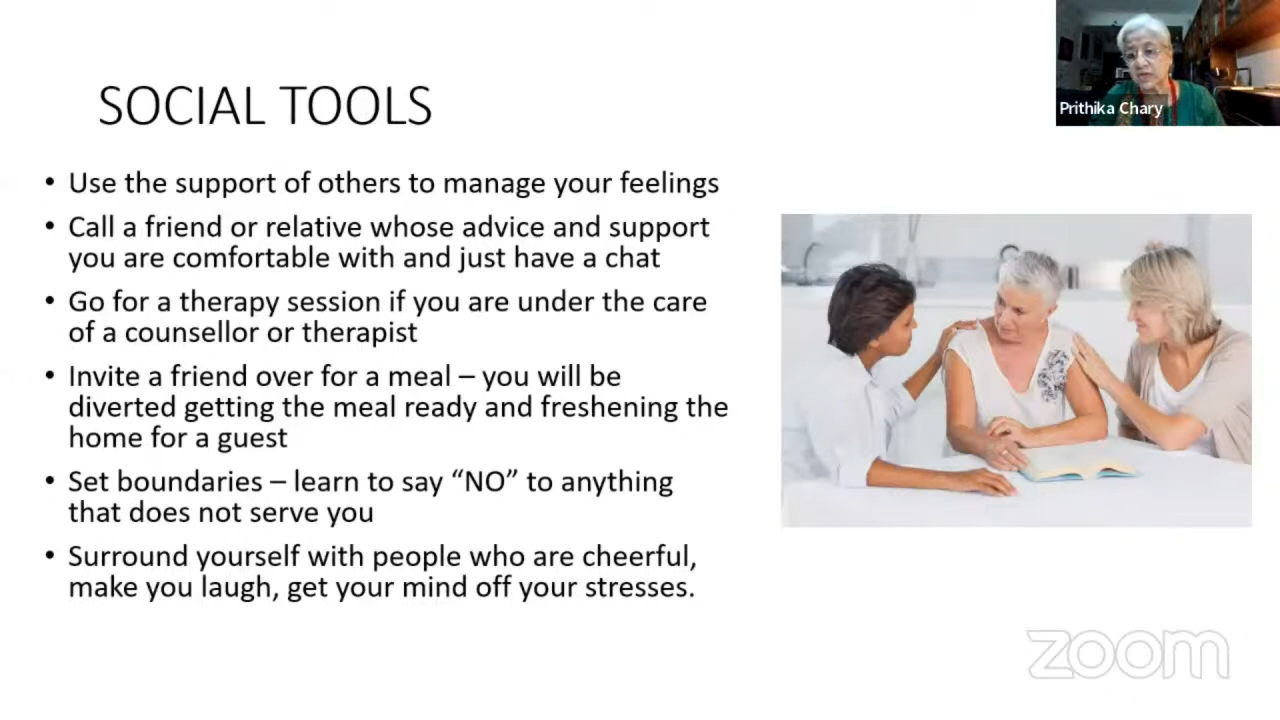 SOCIAL TOOLS
Prithika Chary
• Use the support of others to manage your feelings
• Call a friend or relative whose advice and support
you are comfortable with and just have a chat
• Go for a therapy session if you are under the care
of a counsellor or therapist
• Invite a friend over for a meal – you will be
diverted getting the meal ready and freshening the
home for a guest
• Set boundaries – learn to say “NO” to anything
that does not serve you
• Surround yourself with people who are cheerful,
make you laugh, get your mind off your stresses.
zoom